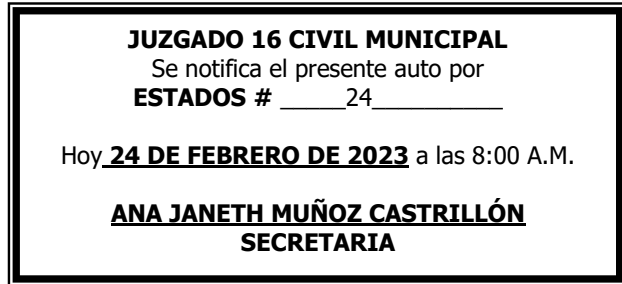 JUZGADO 16 CIVIL MUNICIPAL
Se notifica el presente auto por
ESTADOS # _____24__________
Hoy 24 DE FEBRERO DE 2023 a las 8:00 A.M.
ANA JANETH MUÑOZ CASTRILLÓN
SECRETARIA